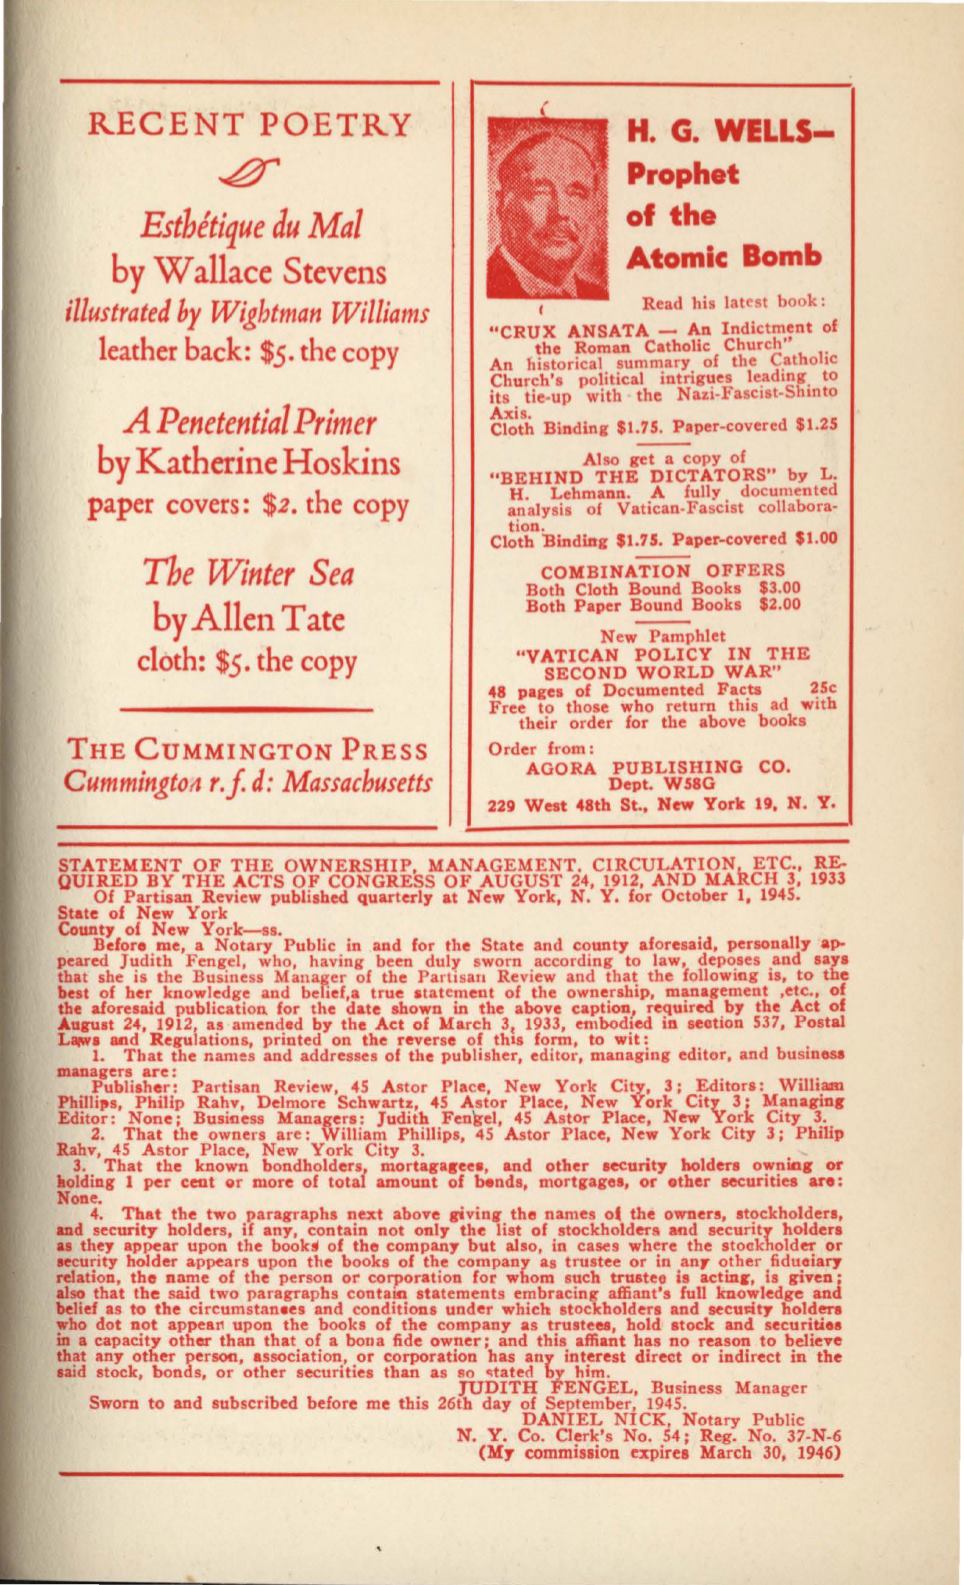 RECENT POETRY
Esthétique du Mal
by Wallace Stevens
illustrated by Wightman Williams
leather back: $5. the copy
A Penetential Primer
by Katherine Hoskins
paper covers: $2. the copy
The Winter Sea
by Allen Tate
cloth: $5. the copy
THE CUMMINGTON PRESS
Cummington r.f.d: Massachusetts
H. G. WELLS—
Prophet
of the
Atomic Bomb
Read his latest book:
"CRUX ANSATA — An Indictment of
the Roman Catholic Church"
An historical summary of the Catholic
Church's political intrigues leading to
its tie-up with the Nazi-Fascist-Shinto
Axis.
Cloth Binding $1.75. Paper-covered $1.25
Also get a copy of
"BEHIND THE DICTATORS" by L.
H. Lehmann. A fully documented
analysis of Vatican-Fascist collabora-
tion.
Cloth Binding $1.75. Paper-covered $1.00
COMBINATION OFFERS
Both Cloth Bound Books $3.00
Both Paper Bound Books $2.00
New Pamphlet
"VATICAN POLICY IN THE
SECOND WORLD WAR"
48 pages of Documented Facts 25c
Free to those who return this ad with
their order for the above books
Order from:
AGORA PUBLISHING CO.
Dept. W58G
229 West 48th St., New York 19, N. Y.
STATEMENT OF THE OWNERSHIP, MANAGEMENT, CIRCULATION, ETC., RE-
QUIRED BY THE ACTS OF CONGRESS OF AUGUST 24, 1912, AND MARCH 3, 1933
Of Partisan Review published quarterly at New York, N. Y. for October 1, 1945.
State of New York
County of New York—ss.
Before me, a Notary Public in and for the State and county aforesaid, personally ap-
peared Judith Fengel, who, having been duly sworn according to law, deposes and says
that she is the Business Manager of the Partisan Review and that the following is, to the
best of her knowledge and belief,a true statement of the ownership, management ,etc., of
the aforesaid publication for the date shown in the above caption, required by the Act of
August 24, 1912, as amended by the Act of March 3, 1933, embodied in section 537, Postal
Laws and Regulations, printed on the reverse of this form, to wit:
1. That the names and addresses of the publisher, editor, managing editor, and business
managers are:
Publisher: Partisan Review, 45 Astor Place, New York City, 3; Editors: William
Phillips, Philip Rahv, Delmore Schwartz, 45 Astor Place, New York City 3; Managing
Editor: None; Business Managers: Judith Fengel, 45 Astor Place, New York City 3.
2. That the owners are: William Phillips, 45 Astor Place, New York City 3; Philip
Rahv, 45 Astor Place, New York City 3.
3. That the known bondholders, mortagagees, and other security holders owning or
holding 1 per cent or more of total amount of bonds, mortgages, or other securities are:
None.
4. That the two paragraphs next above giving the names of the owners, stockholders,
and security holders, if any, contain not only the list of stockholders and security holders
as they appear upon the books of the company but also, in cases where the stockholder or
security holder appears upon the books of the company as trustee or in any other fiduciary
relation, the name of the person or corporation for whom such trustee is acting, is given;
also that the said two paragraphs contain statements embracing affiant's full knowledge and
belief as to the circumstances and conditions under which stockholders and security holders
who dot not appear upon the books of the company as trustees, hold stock and securities
in a capacity other than that of a bona fide owner; and this affiant has no reason to believe
that any other person, association, or corporation has any interest direct or indirect in the
said stock, bonds, or other securities than as so stated by him.
JUDITH FENGEL, Business Manager
Sworn to and subscribed before me this 26th day of September, 1945.
DANIEL NICK, Notary Public
N. Y. Co. Clerk's No. 54; Reg. No. 37-N-6
(My commission expires March 30, 1946)